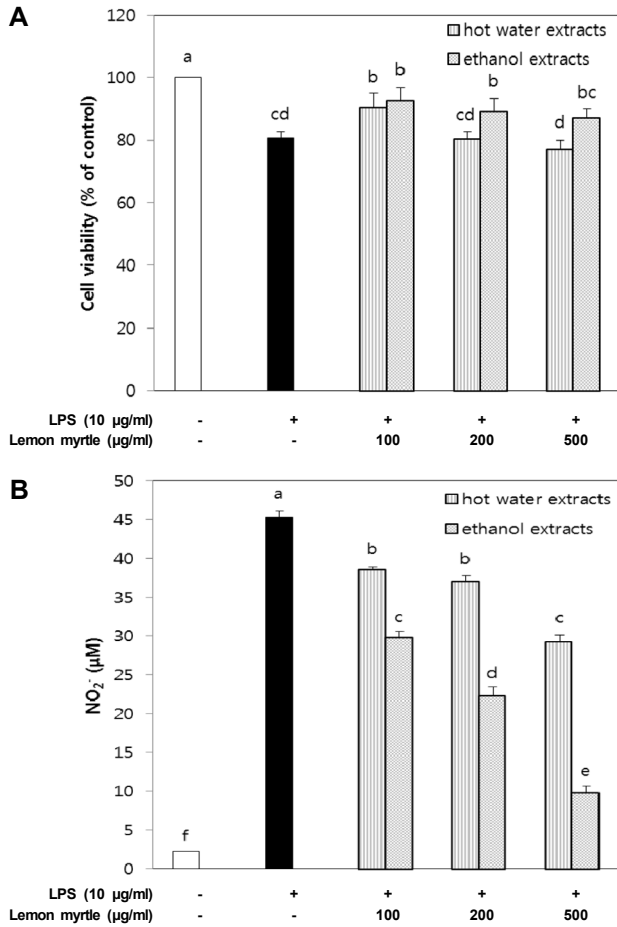 A
hot water extracts
ethanol extracts
Cell viability (% of control)
120
100
80
60
40
20
0
a
cd
b
b
cd
b
d
bc
LPS (10 µg/ml) - + + + +
Lemon myrtle (µg/ml) - - 100 200 500
B
hot water extracts
ethanol extracts
NO₂⁻ (µM)
50
45
40
35
30
25
20
15
10
5
0
f
a
b
c
b
d
c
e
LPS (10 µg/ml) - + + + +
Lemon myrtle (µg/ml) - - 100 200 500